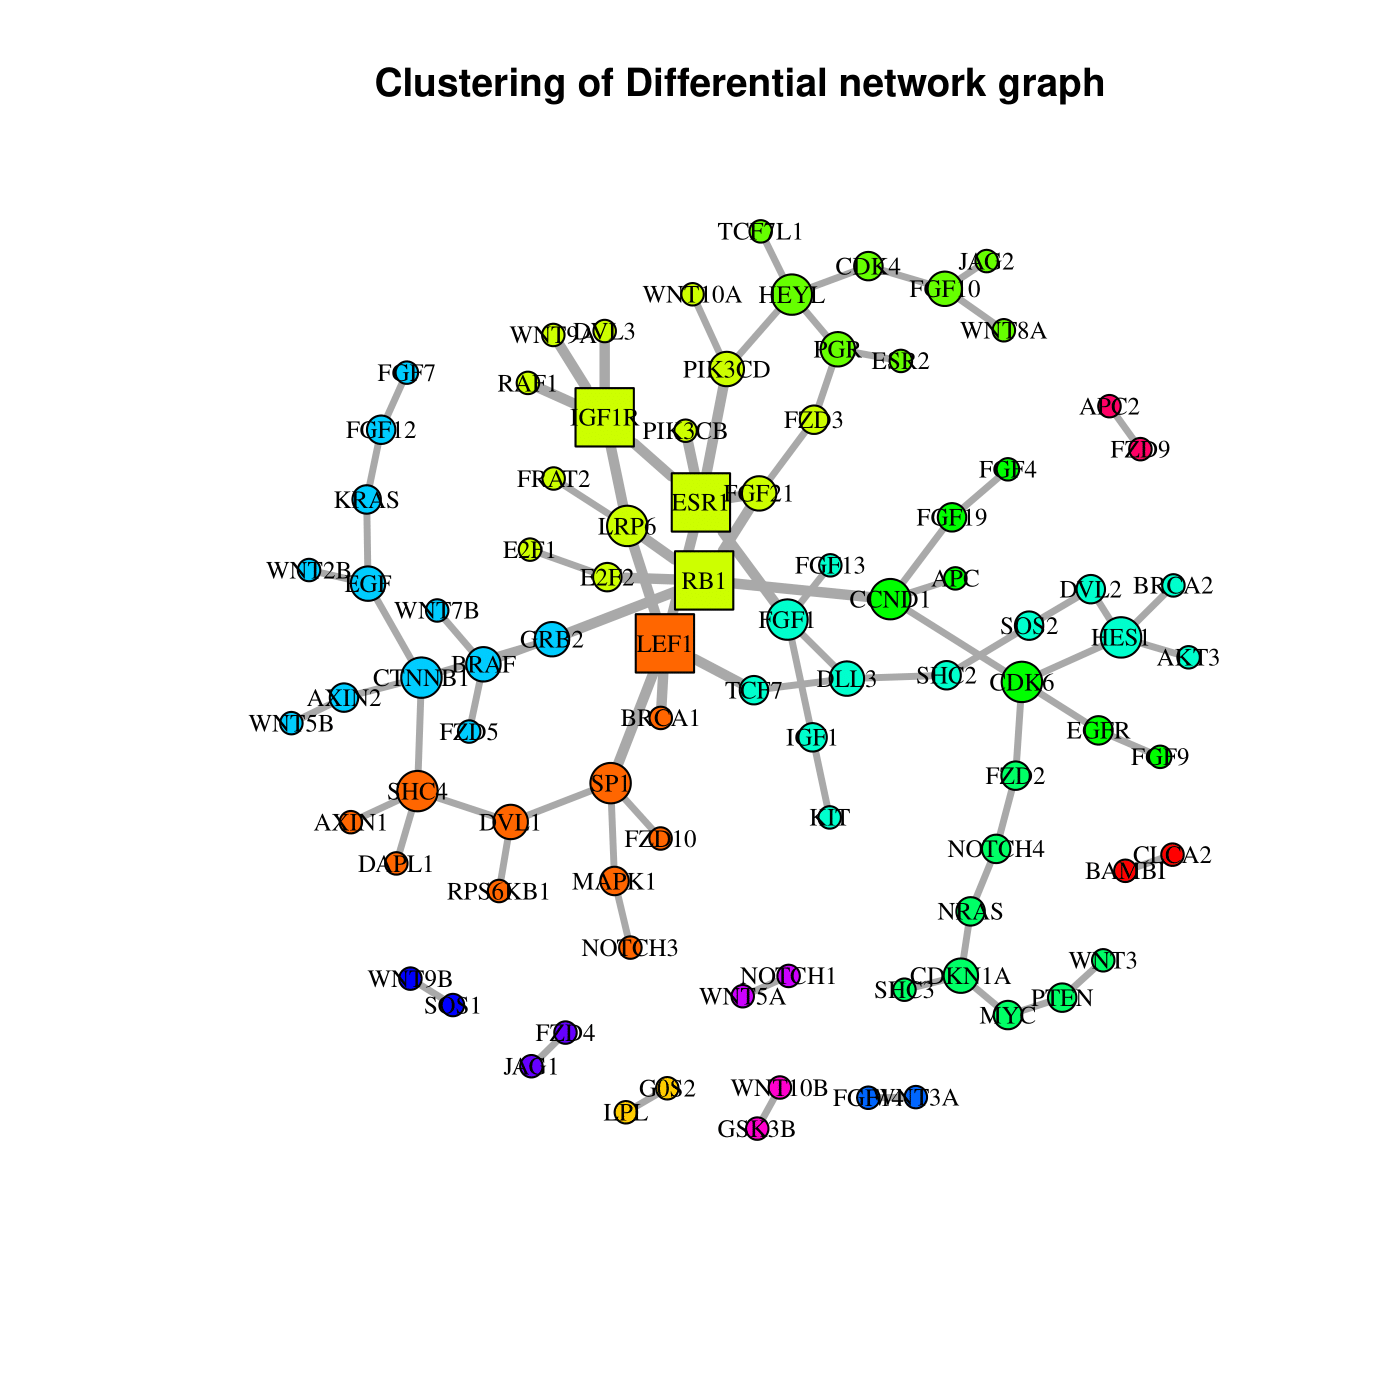 Clustering of Differential network graph
TCF7L1
CDK4
JAG2
FGF10
HEYL
WNT10A
WNT9A
DVL3
WNT8A
PGR
ESR2
PIK3CD
FGF7
RAF1
APC2
IGF1R
FZD3
FGF12
PIK3CB
FZD9
FGF4
FRAT2
KRAS
ESR1
FGF21
FGF19
LRP6
E2F1
FGF13
WNT2B
EGF
E2F2
RB1
APC
DVL2
BRCA2
CCND1
WNT7B
FGF1
SOS2
HES1
GRB2
LEF1
AKT3
BRAF
CTNNB1
DLL3
SHC2
CDK6
TCF7
AXIN2
WNT5B
BRCA1
FZD5
IGF1
EGFR
FGF9
FZD2
SHC4
SP1
KIT
AXIN1
DVL1
FZD10
NOTCH4
CLCA2
DAPL1
BAMBI
MAPK1
RPS6KB1
NRAS
NOTCH3
WNT3
WNT9B
NOTCH1
CDKN1A
SHC3
WNT5A
PTEN
SOS1
MYC
FZD4
JAG1
G0S2
WNT10B
WNT3A
LPL
GSK3B